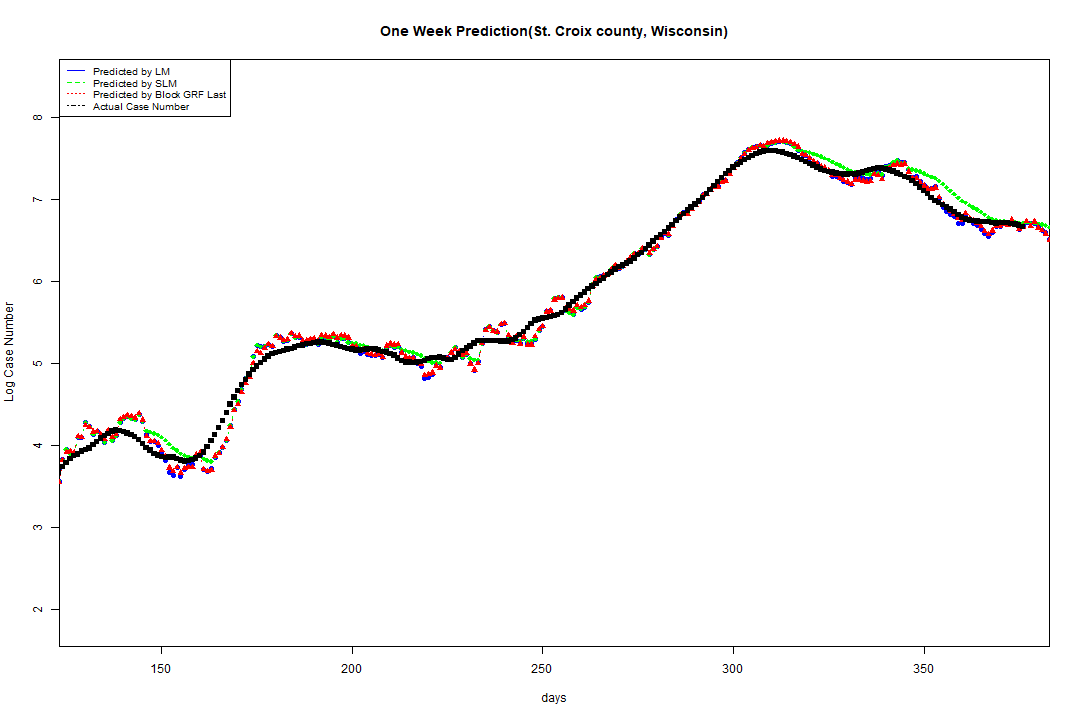 One Week Prediction(St. Croix county, Wisconsin)
Predicted by LM
Predicted by SLM
Predicted by Block GRF Last
Actual Case Number
Log Case Number
8
7
6
5
4
3
2
150 200 250 300 350
days